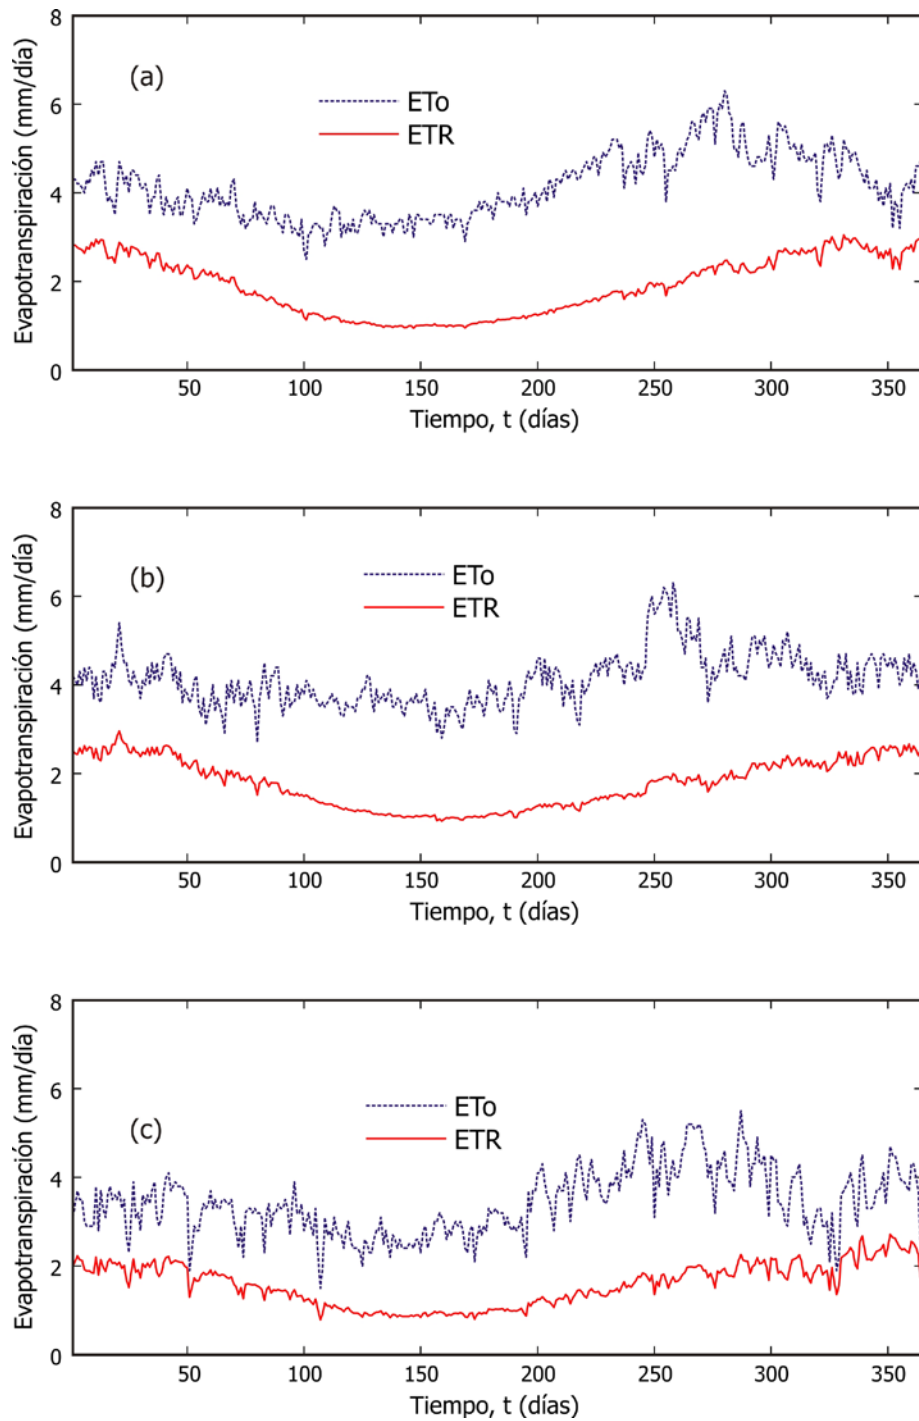 8
(a)
ETo
6
ETR
4
2
0
Evapotranspiración (mm/día)
50 100 150 200 250 300 350
Tiempo, t (días)
8
(b)
ETo
6
ETR
4
2
0
Evapotranspiración (mm/día)
50 100 150 200 250 300 350
Tiempo, t (días)
8
6
ETo
(c)
ETR
4
2
0
Evapotranspiración (mm/día)
50 100 150 200 250 300 350
Tiempo, t (días)